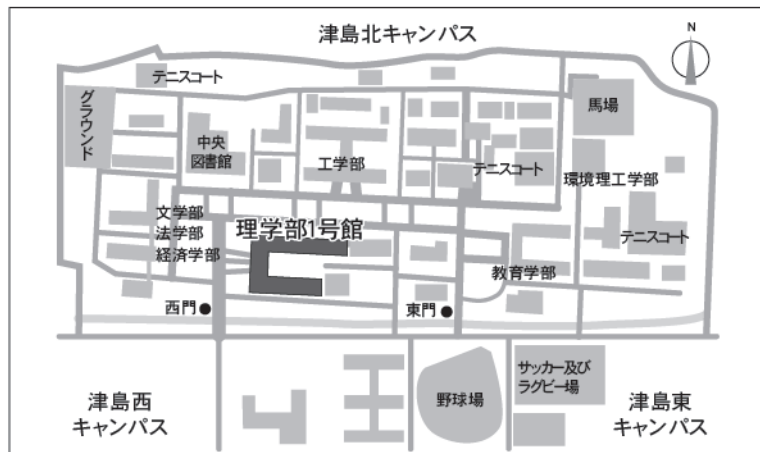 津島北キャンパス
N
テニスコート
グラウンド
馬場
中央
図書館
工学部
テニスコート
環境理工学部
文学部
法学部
経済学部
理学部1号館
テニスコート
教育学部
西門
東門
サッカー及び
ラグビー場
野球場
津島西
キャンパス
津島東
キャンパス